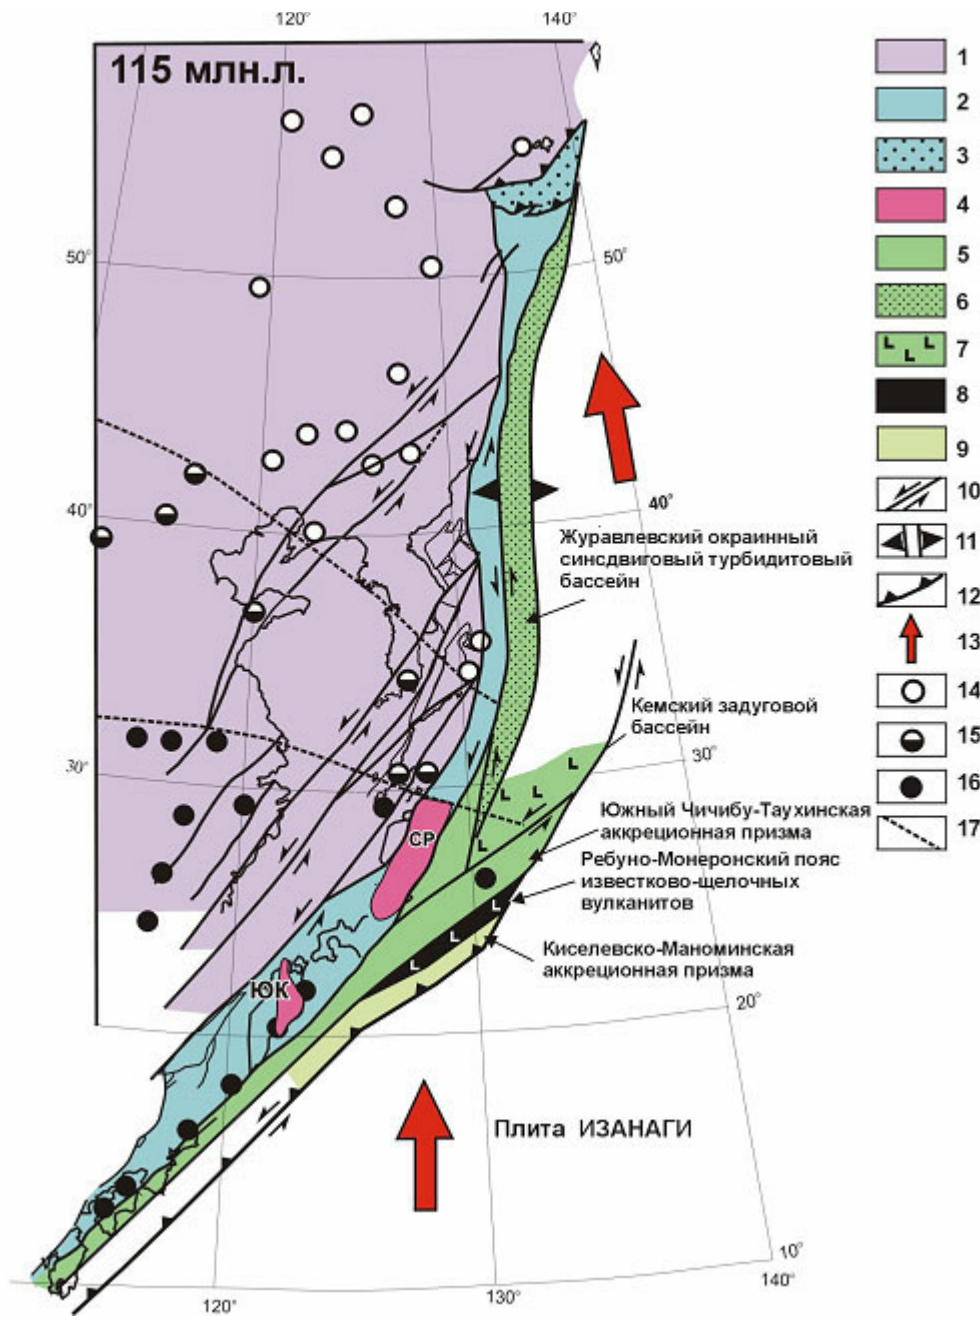 120°
140°
115 млн.л.
1
2
3
4
50°
50°
5
6
7
8
9
40°
40°
10
Журавлевский окраинный
синсдвиговый турбидитовый
бассейн
11
12
13
14
Кемский задуговой
бассейн
15
30°
30°
16
Южный Чичибу-Таухинская
аккреционная призма
17
СР
Ребуно-Монеронский пояс
известково-щелочных
вулканитов
Киселевско-Маноминская
аккреционная призма
ЮК
20°
Плита ИЗАНАГИ
10°
140°
120°
130°